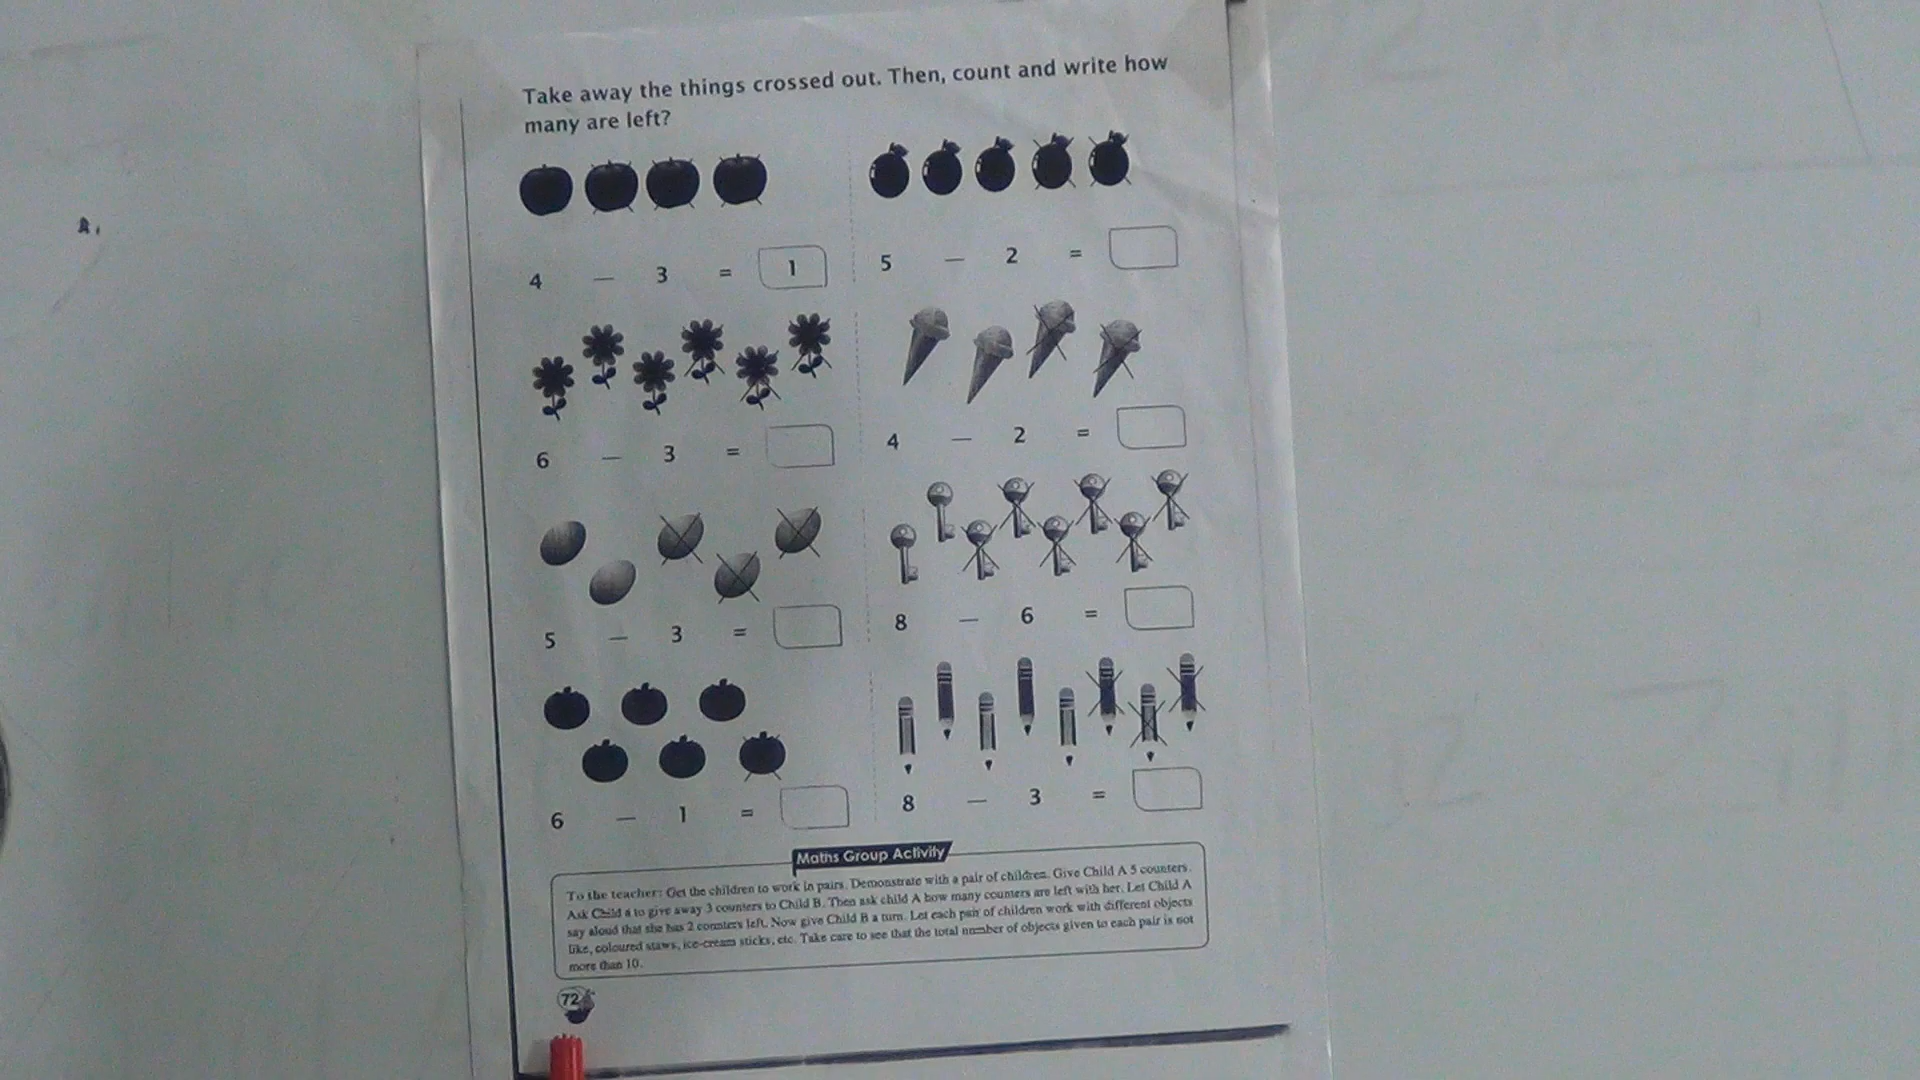 Take away the things crossed out. Then, count and write how
many are left?
4 — 3 = 1
5 — 2 =
6 — 3 =
4 — 2 =
5 — 3 =
8 — 6 =
6 — 1 =
8 — 3 =
Maths Group Activity
To the teacher: Get the children to work in pairs. Demonstrate with a pair of children. Give Child A 5 counters.
Ask Child a to give away 3 counters to Child B. Then ask child A how many counters are left with her. Let Child A
say aloud that she has 2 counters left. Now give Child B a turn. Let each pair of children work with different objects
like, coloured staws, ice-cream sticks, etc. Take care to see that the total number of objects given to each pair is not
more than 10.
72